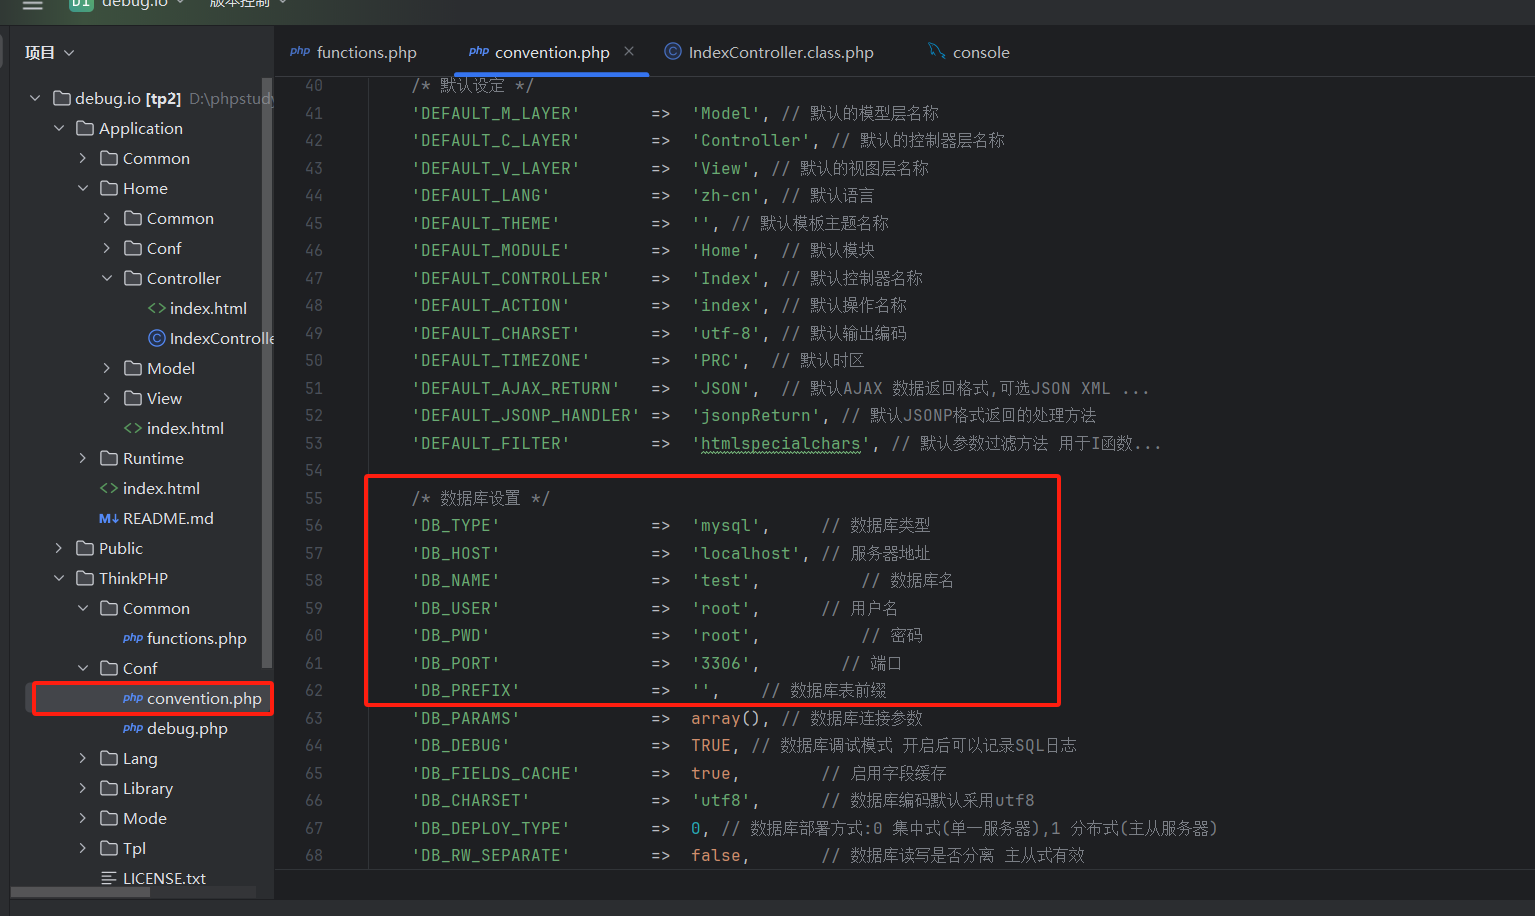 debug.io
版本控制
项目
debug.io [tp2] D:\phpstudy
Application
Common
Home
Common
Conf
Controller
index.html
IndexControlle
Model
View
index.html
Runtime
index.html
README.md
Public
ThinkPHP
Common
functions.php
Conf
convention.php
debug.php
Lang
Library
Mode
Tpl
LICENSE.txt
php functions.php
php convention.php
IndexController.class.php
console
40 /* 默认设定 */
41 'DEFAULT_M_LAYER' => 'Model', // 默认的模型层名称
42 'DEFAULT_C_LAYER' => 'Controller', // 默认的控制器层名称
43 'DEFAULT_V_LAYER' => 'View', // 默认的视图层名称
44 'DEFAULT_LANG' => 'zh-cn', // 默认语言
45 'DEFAULT_THEME' => '', // 默认模板主题名称
46 'DEFAULT_MODULE' => 'Home', // 默认模块
47 'DEFAULT_CONTROLLER' => 'Index', // 默认控制器名称
48 'DEFAULT_ACTION' => 'index', // 默认操作名称
49 'DEFAULT_CHARSET' => 'utf-8', // 默认输出编码
50 'DEFAULT_TIMEZONE' => 'PRC', // 默认时区
51 'DEFAULT_AJAX_RETURN' => 'JSON', // 默认AJAX 数据返回格式,可选JSON XML ...
52 'DEFAULT_JSONP_HANDLER' => 'jsonpReturn', // 默认JSONP格式返回的处理方法
53 'DEFAULT_FILTER' => 'htmlspecialchars', // 默认参数过滤方法 用于I函数...
54
55 /* 数据库设置 */
56 'DB_TYPE' => 'mysql', // 数据库类型
57 'DB_HOST' => 'localhost', // 服务器地址
58 'DB_NAME' => 'test', // 数据库名
59 'DB_USER' => 'root', // 用户名
60 'DB_PWD' => 'root', // 密码
61 'DB_PORT' => '3306', // 端口
62 'DB_PREFIX' => '', // 数据库表前缀
63 'DB_PARAMS' => array(), // 数据库连接参数
64 'DB_DEBUG' => TRUE, // 数据库调试模式 开启后可以记录SQL日志
65 'DB_FIELDS_CACHE' => true, // 启用字段缓存
66 'DB_CHARSET' => 'utf8', // 数据库编码默认采用utf8
67 'DB_DEPLOY_TYPE' => 0, // 数据库部署方式:0 集中式(单一服务器),1 分布式(主从服务器)
68 'DB_RW_SEPARATE' => false, // 数据库读写是否分离 主从式有效